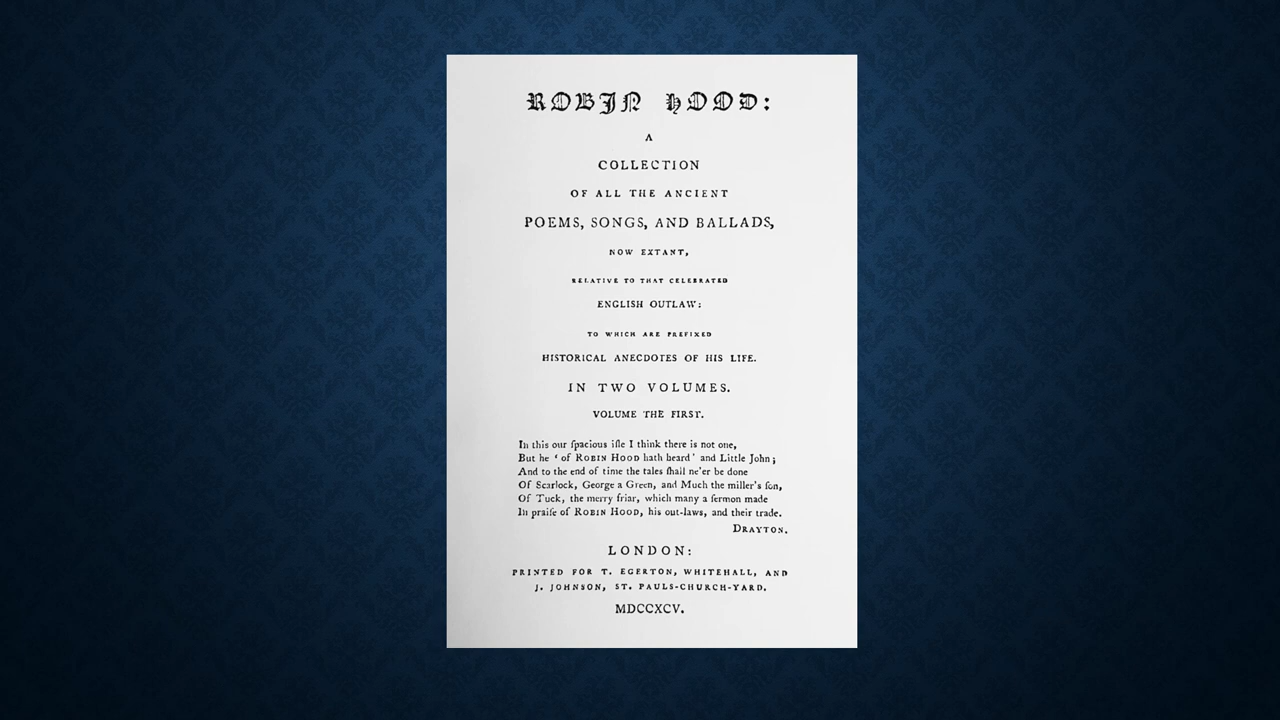 ROBIN HOOD:
A
COLLECTION
OF ALL THE ANCIENT
POEMS, SONGS, AND BALLADS,
NOW EXTANT,
RELATIVE TO THAT CELEBRATED
ENGLISH OUTLAW:
TO WHICH ARE PREFIXED
HISTORICAL ANECDOTES OF HIS LIFE.
IN TWO VOLUMES.
VOLUME THE FIRST.
In this our ſpacious iſle I think there is not one,
But he ‘ of ROBIN HOOD hath heard ’ and Little John;
And to the end of time the tales ſhall ne'er be done
Of Scarlock, George a Green, and Much the miller's ſon,
Of Tuck, the merry friar, which many a ſermon made
In praiſe of ROBIN HOOD, his out-laws, and their trade.
DRAYTON.
LONDON:
PRINTED FOR T. EGERTON, WHITEHALL, AND
J. JOHNSON, ST. PAULS-CHURCH-YARD.
MDCCXCV.